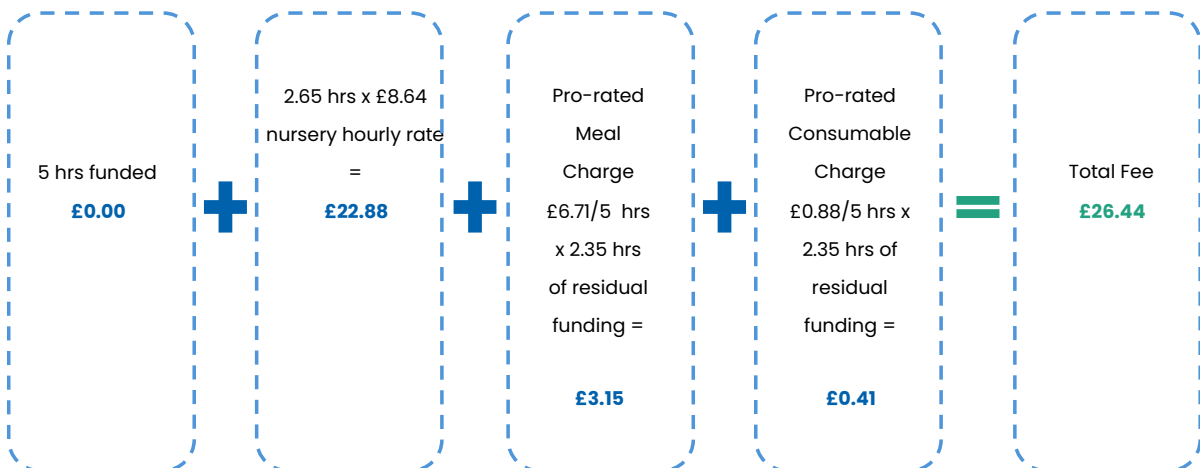 5 hrs funded
£0.00
2.65 hrs x £8.64
nursery hourly rate
=
£22.88
Pro-rated
Meal
Charge
£6.71/5 hrs
x 2.35 hrs
of residual
funding =
£3.15
Pro-rated
Consumable
Charge
£0.88/5 hrs x
2.35 hrs of
residual
funding =
£0.41
Total Fee
£26.44